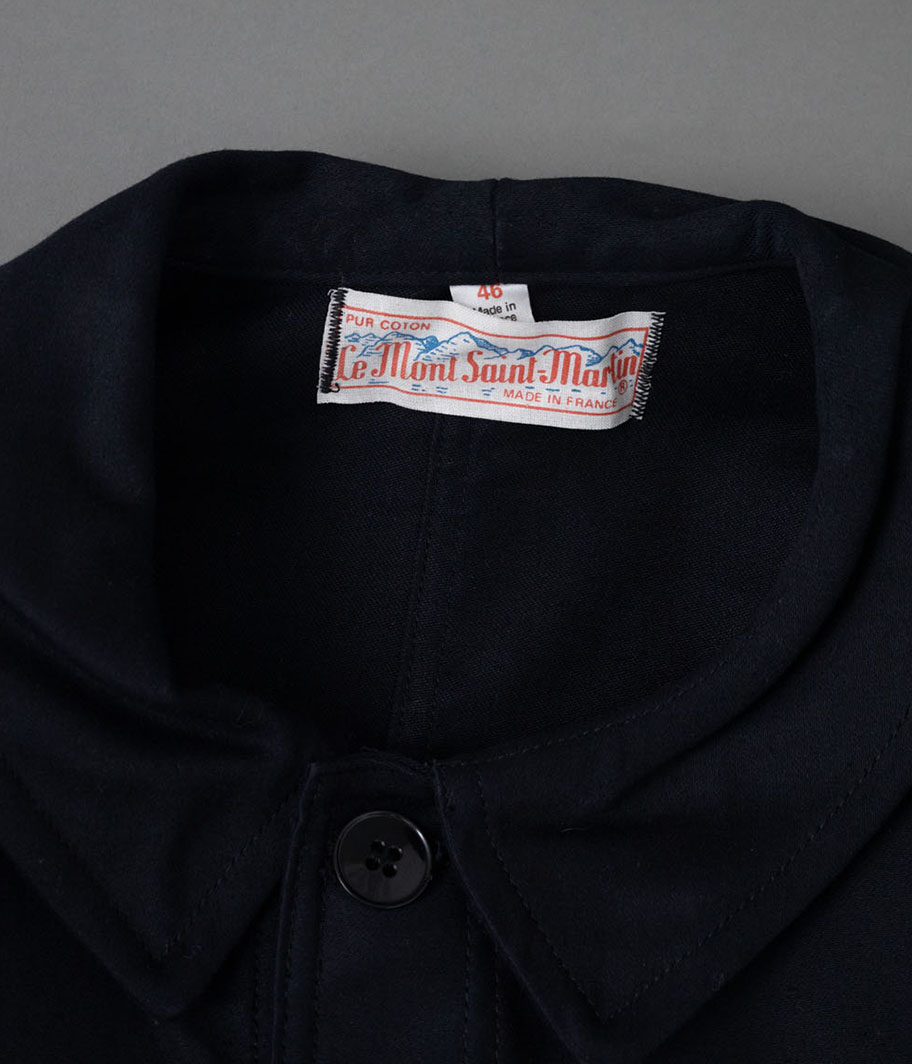 46
Made in
PUR COTON
Le Mont Saint-Martin ®
MADE IN FRANCE